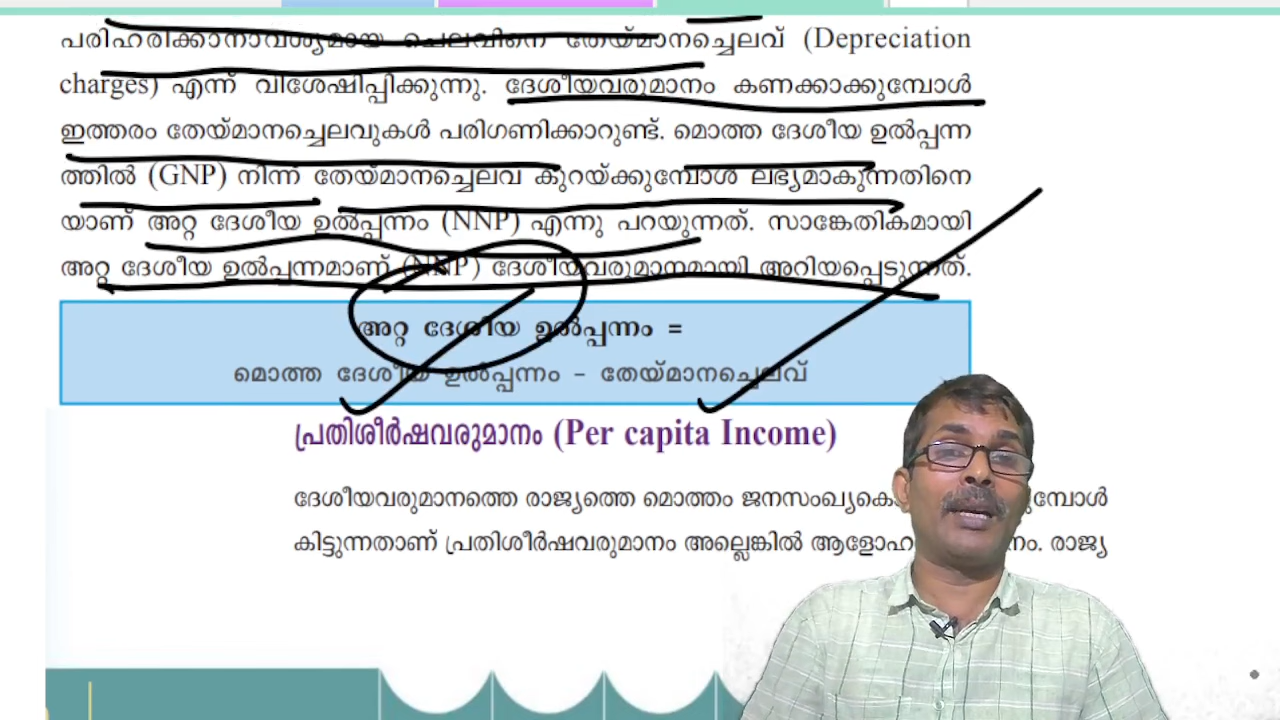 പരിഹരിക്കാനാവശ്യമായ ചെലവിനെ തേയ്മാനച്ചെലവ് (Depreciation
charges) എന്ന് വിശേഷിപ്പിക്കുന്നു. ദേശീയവരുമാനം കണക്കാക്കുമ്പോൾ
ഇത്തരം തേയ്മാനച്ചെലവുകൾ പരിഗണിക്കാറുണ്ട്. മൊത്ത ദേശീയ ഉൽപ്പന്ന
ത്തിൽ (GNP) നിന്ന് തേയ്മാനച്ചെലവ് കുറയ്ക്കുമ്പോൾ ലഭ്യമാകുന്നതിനെ
യാണ് അറ്റ ദേശീയ ഉൽപ്പന്നം (NNP) എന്നു പറയുന്നത്. സാങ്കേതികമായി
അറ്റ ദേശീയ ഉൽപ്പന്നമാണ് (NNP) ദേശീയവരുമാനമായി അറിയപ്പെടുന്നത്.
അറ്റ ദേശീയ ഉൽപ്പന്നം =
മൊത്ത ദേശീയ ഉൽപ്പന്നം – തേയ്മാനച്ചെലവ്
പ്രതിശീർഷവരുമാനം (Per capita Income)
ദേശീയവരുമാനത്തെ രാജ്യത്തെ മൊത്തം
കിട്ടുന്നതാണ് പ്രതിശീർഷവരുമാനം അല്ലെങ്കിൽ രാജ്യ